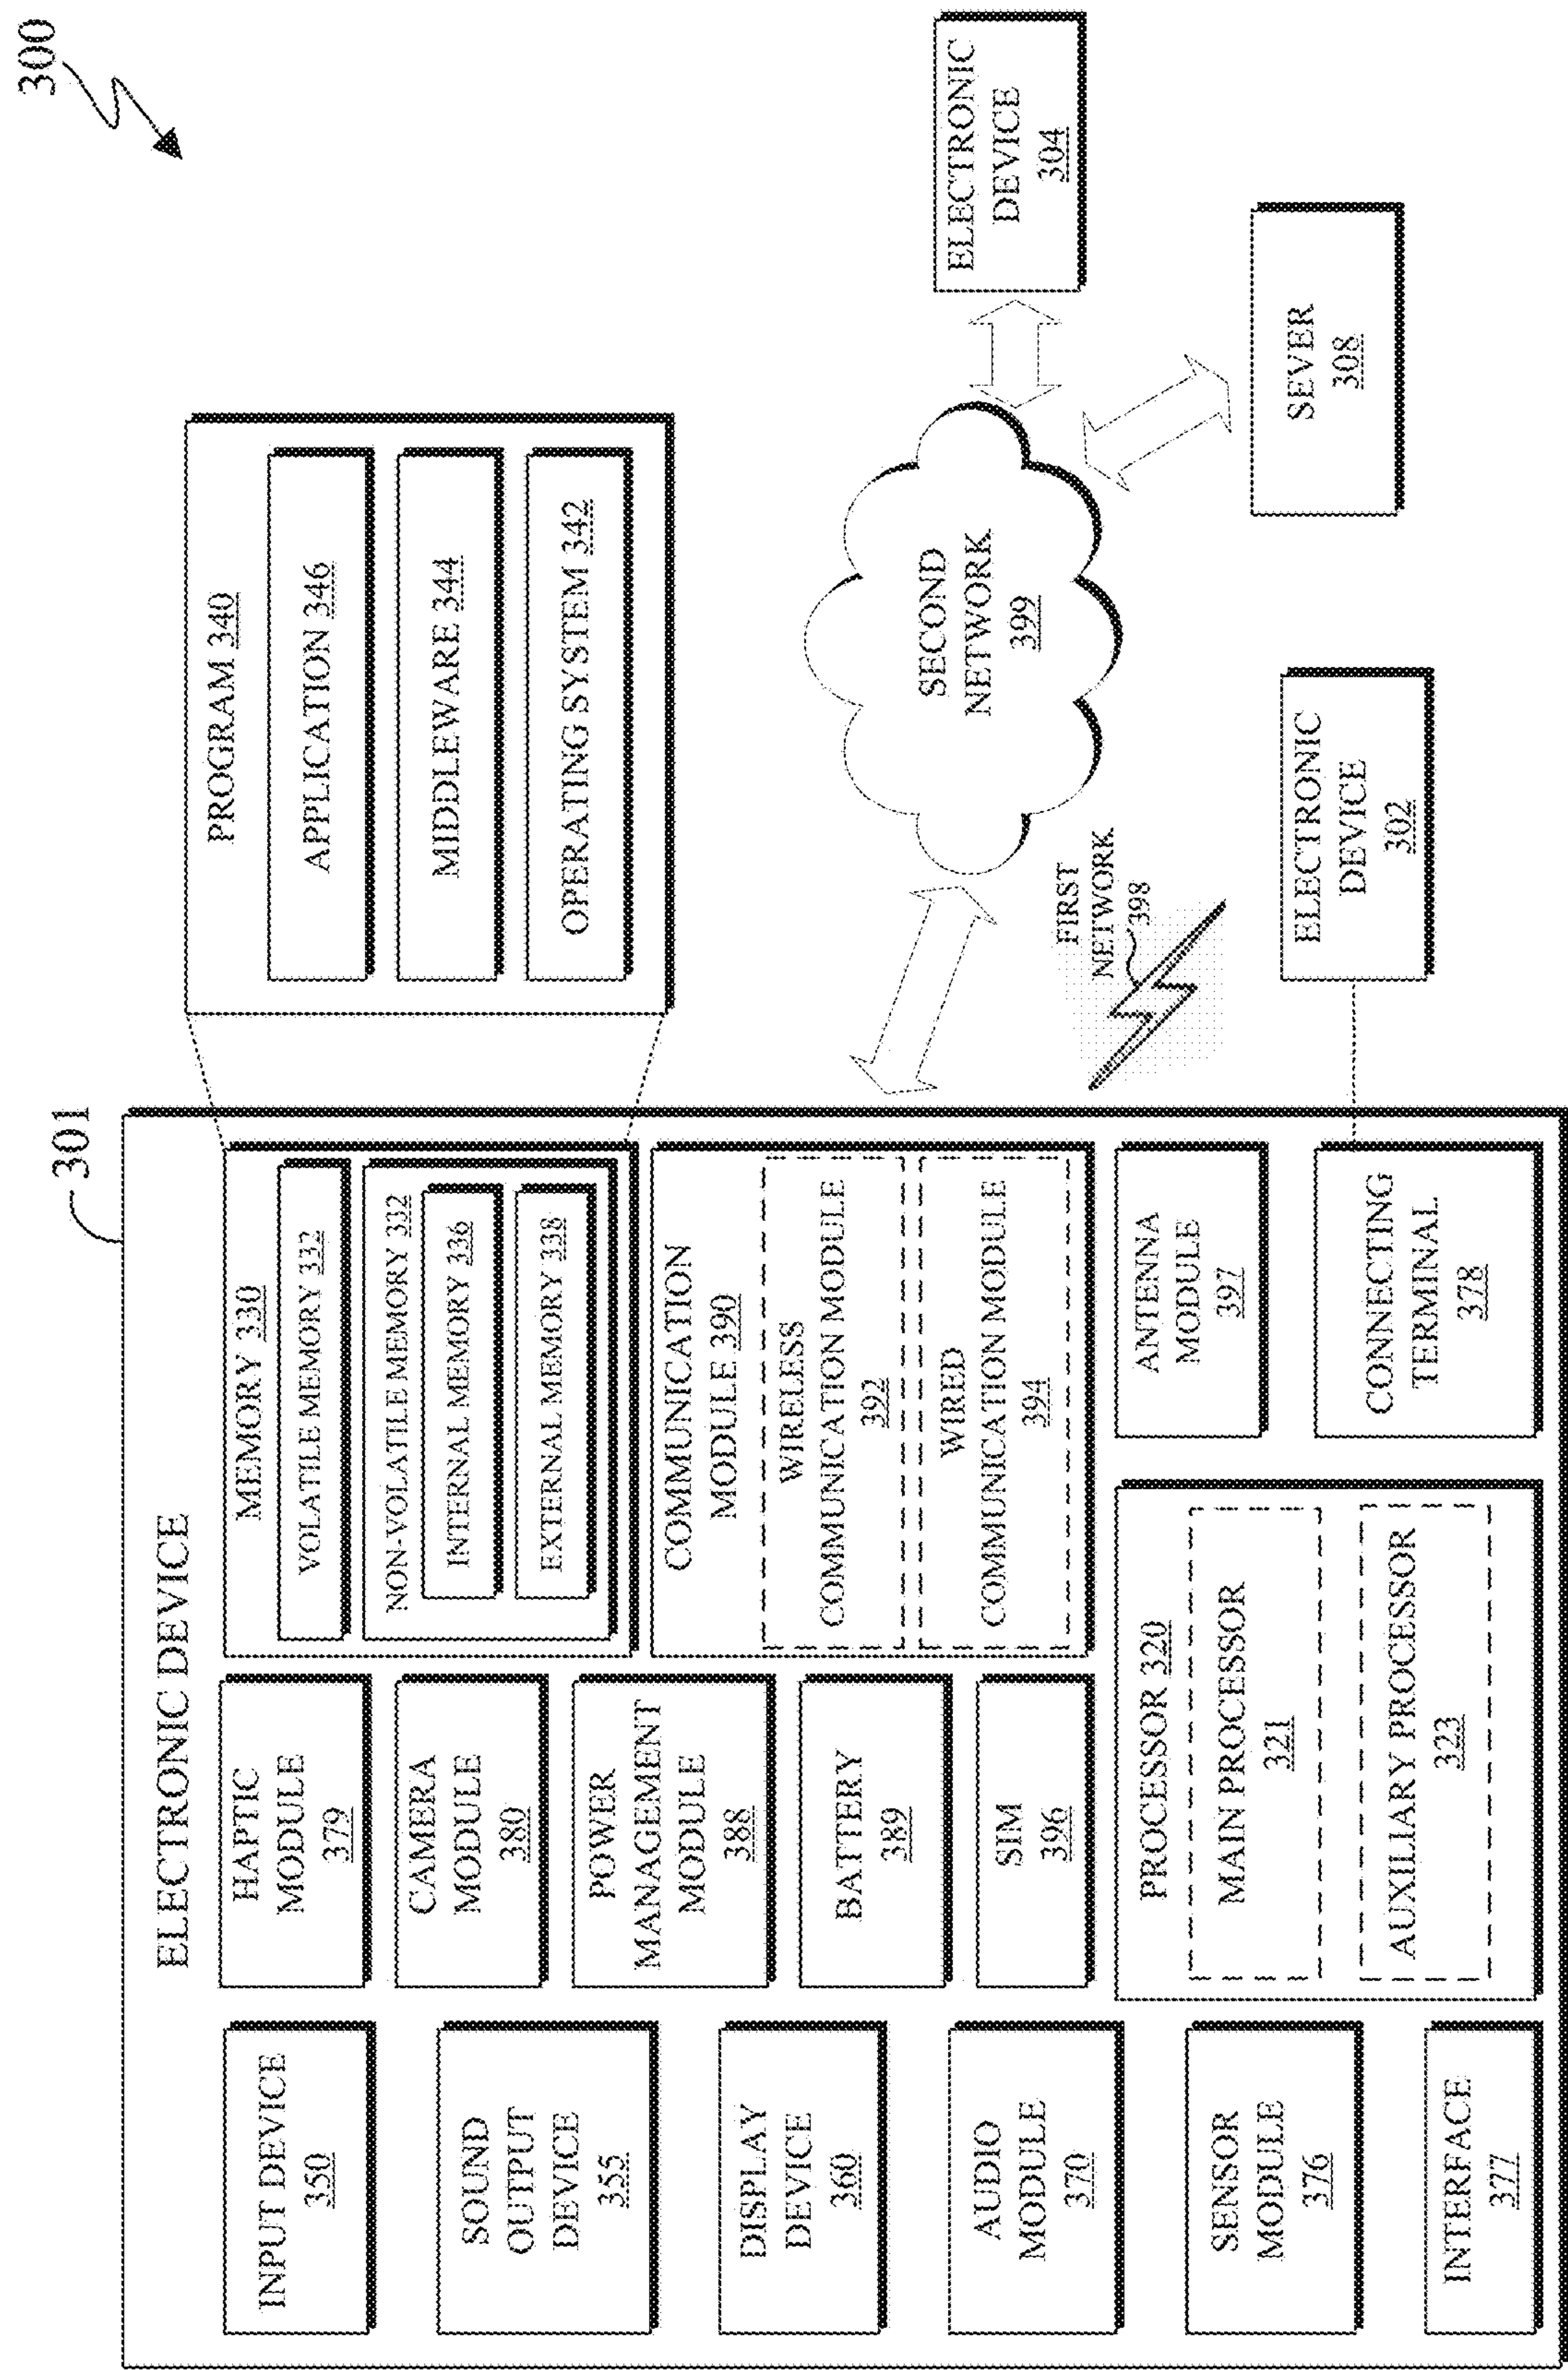 300
301
ELECTRONIC DEVICE
INPUT DEVICE
350
SOUND
OUTPUT
DEVICE
355
DISPLAY
DEVICE
360
AUDIO
MODULE
370
SENSOR
MODULE
376
INTERFACE
377
HAPTIC
MODULE
379
CAMERA
MODULE
380
POWER
MANAGEMENT
MODULE
388
BATTERY
389
SIM
396
PROCESSOR 320
MAIN PROCESSOR
321
AUXILIARY PROCESSOR
323
MEMORY 330
VOLATILE MEMORY 332
NON-VOLATILE MEMORY 332
INTERNAL MEMORY 336
EXTERNAL MEMORY 338
COMMUNICATION
MODULE 390
WIRELESS
COMMUNICATION MODULE
392
WIRED
COMMUNICATION MODULE
394
ANTENNA
MODULE
397
CONNECTING
TERMINAL
378
PROGRAM 340
APPLICATION 346
MIDDLEWARE 344
OPERATING SYSTEM 342
SECOND
NETWORK
399
FIRST
NETWORK
398
ELECTRONIC
DEVICE
302
ELECTRONIC
DEVICE
304
SEVER
308